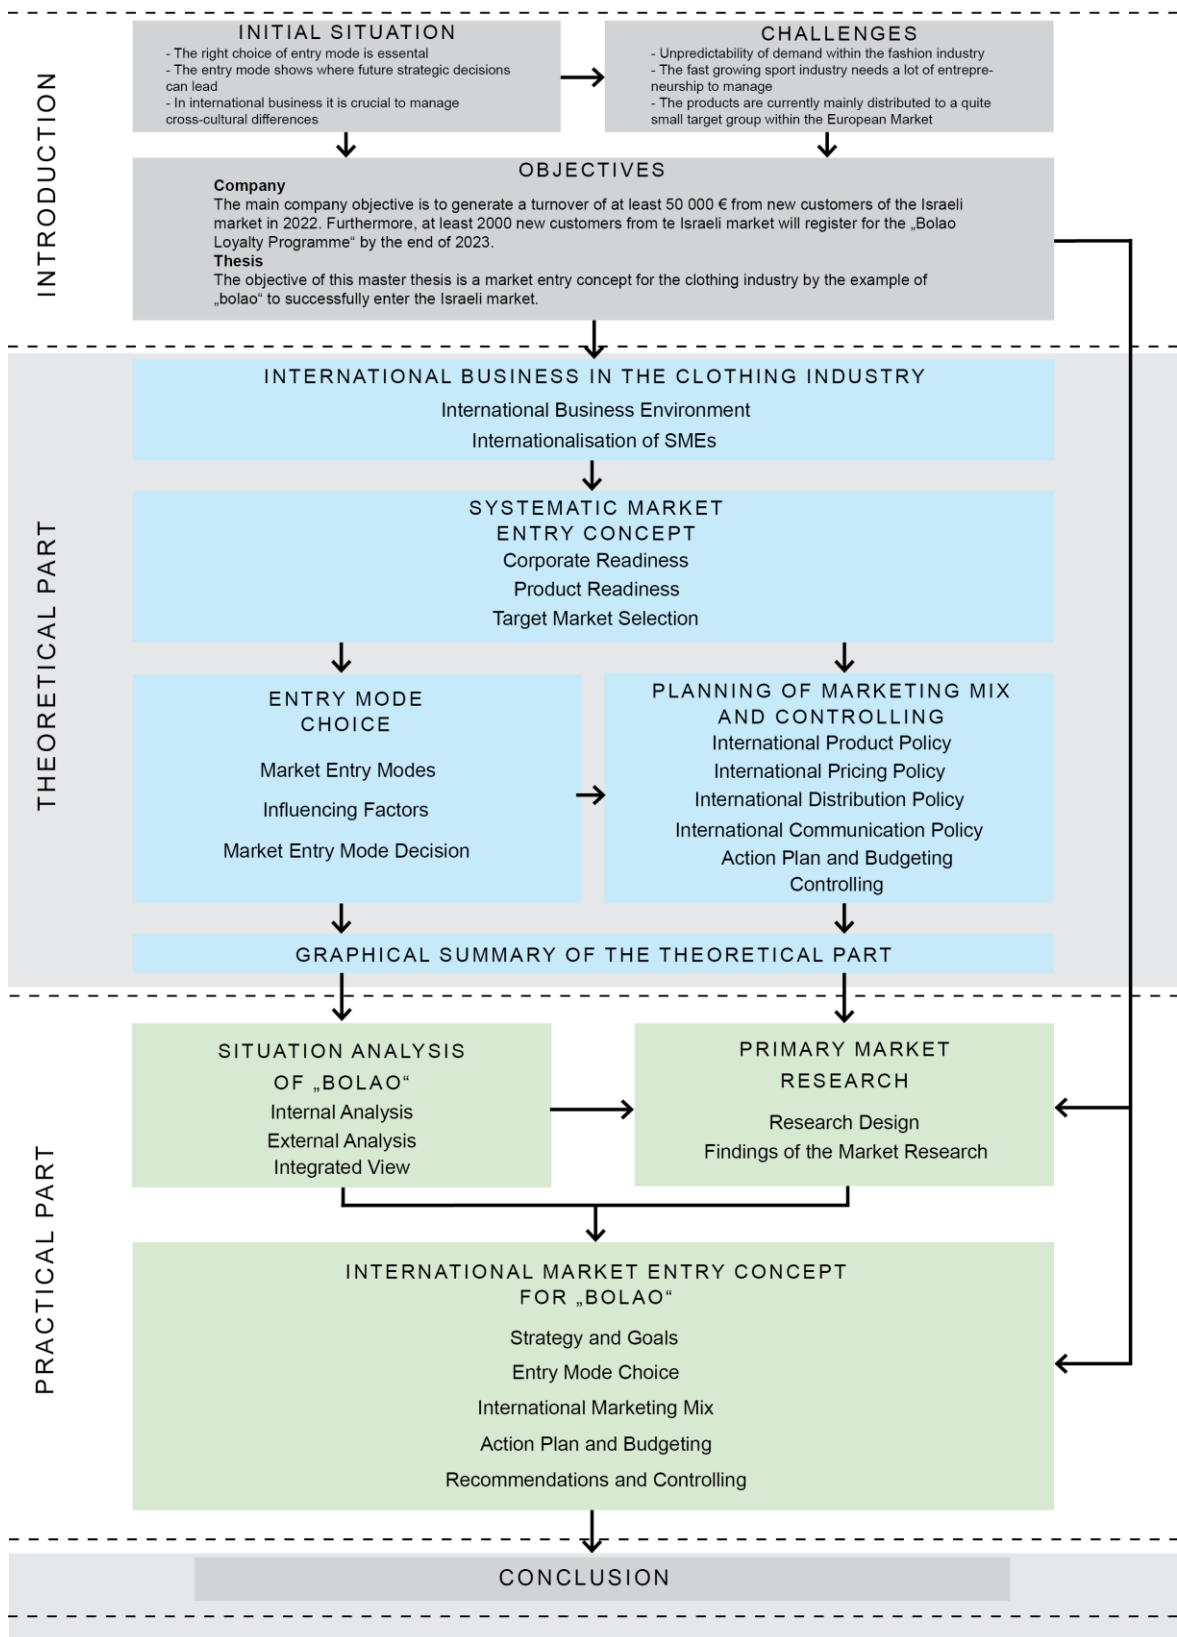 INTRODUCTION
INITIAL SITUATION
- The right choice of entry mode is essental
- The entry mode shows where future strategic decisions
can lead
- In international business it is crucial to manage
cross-cultural differences
CHALLENGES
- Unpredictability of demand within the fashion industry
- The fast growing sport industry needs a lot of entrepre-
neurship to manage
- The products are currently mainly distributed to a quite
small target group within the European Market
OBJECTIVES
Company
The main company objective is to generate a turnover of at least 50 000 € from new customers of the Israeli
market in 2022. Furthermore, at least 2000 new customers from te Israeli market will register for the „Bolao
Loyalty Programme“ by the end of 2023.
Thesis
The objective of this master thesis is a market entry concept for the clothing industry by the example of
„bolao“ to successfully enter the Israeli market.
THEORETICAL PART
INTERNATIONAL BUSINESS IN THE CLOTHING INDUSTRY
International Business Environment
Internationalisation of SMEs
SYSTEMATIC MARKET
ENTRY CONCEPT
Corporate Readiness
Product Readiness
Target Market Selection
ENTRY MODE
CHOICE
Market Entry Modes
Influencing Factors
Market Entry Mode Decision
PLANNING OF MARKETING MIX
AND CONTROLLING
International Product Policy
International Pricing Policy
International Distribution Policy
International Communication Policy
Action Plan and Budgeting
Controlling
GRAPHICAL SUMMARY OF THE THEORETICAL PART
PRACTICAL PART
SITUATION ANALYSIS
OF „BOLAO“
Internal Analysis
External Analysis
Integrated View
PRIMARY MARKET
RESEARCH
Research Design
Findings of the Market Research
INTERNATIONAL MARKET ENTRY CONCEPT
FOR „BOLAO“
Strategy and Goals
Entry Mode Choice
International Marketing Mix
Action Plan and Budgeting
Recommendations and Controlling
CONCLUSION